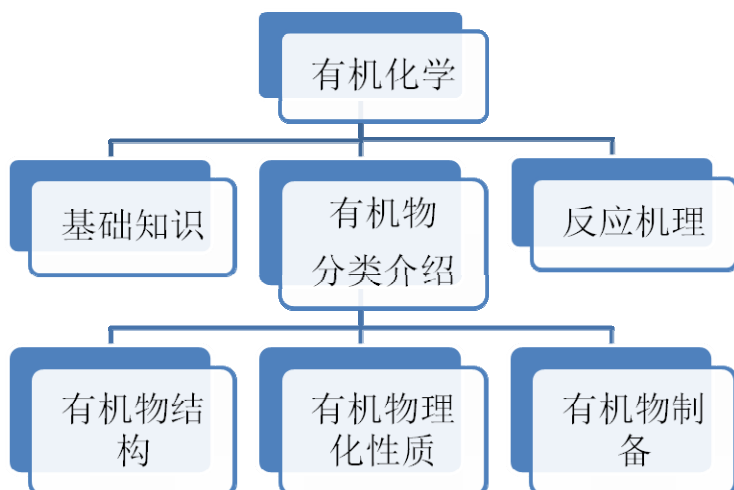 有机化学
基础知识
有机物
分类介绍
反应机理
有机物结
构
有机物理
化性质
有机物制
备